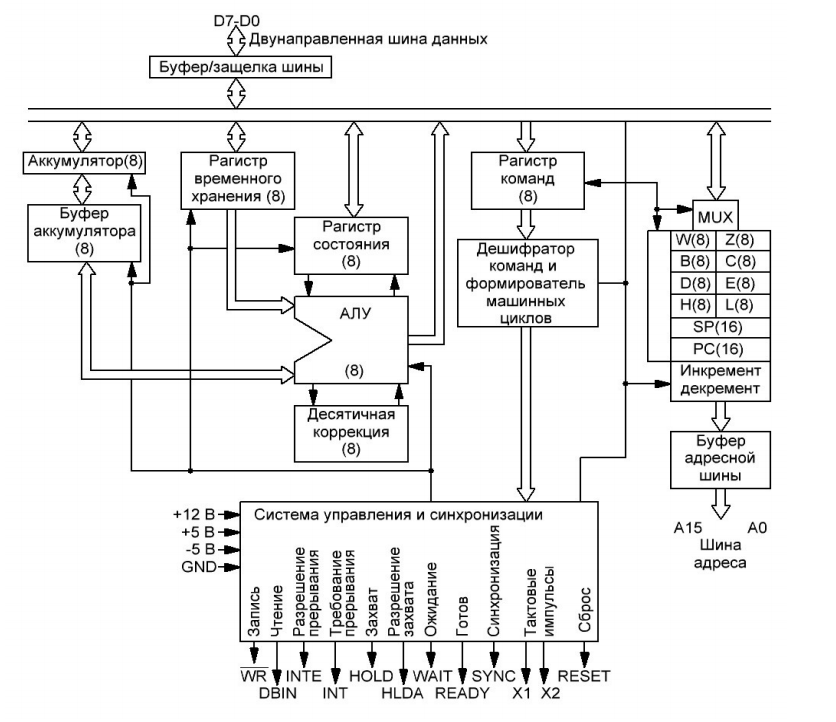 D7-D0
Двунаправленная шина данных
Буфер/защелка шины
Аккумулятор(8)
Рагистр
временного
хранения (8)
Рагистр
команд
(8)
MUX
Буфер
аккумулятора
(8)
Рагистр
состояния
(8)
Дешифратор
команд и
формирователь
машинных
циклов
W(8) Z(8)
B(8) C(8)
D(8) E(8)
H(8) L(8)
SP(16)
PC(16)
Инкремент
декремент
АЛУ
(8)
Десятичная
коррекция
(8)
Буфер
адресной
шины
A15 A0
Шина
адреса
+12 В
+5 В
-5 В
GND
Система управления и синхронизации
Запись
Чтение
Разрешение
прерывания
Требование
прерывания
Захват
Разрешение
захвата
Ожидание
Готов
Синхронизация
Тактовые
импульсы
Сброс
WR INTE HOLD WAIT SYNC RESET
DBIN INT HLDA READY X1 X2